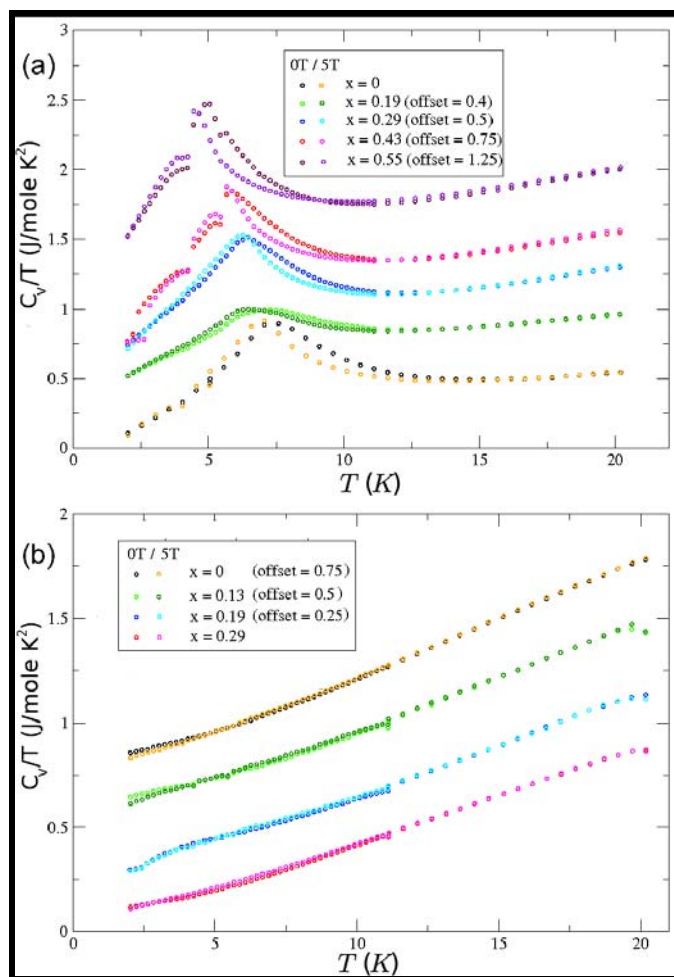 (a)
0T / 5T
x = 0
x = 0.19 (offset = 0.4)
x = 0.29 (offset = 0.5)
x = 0.43 (offset = 0.75)
x = 0.55 (offset = 1.25)
C_V/T (J/mole K²)
3
2.5
2
1.5
1
0.5
0
0 5 10 15 20
T (K)
(b)
0T / 5T
x = 0 (offset = 0.75)
x = 0.13 (offset = 0.5)
x = 0.19 (offset = 0.25)
x = 0.29
C_V/T (J/mole K²)
2
1.5
1
0.5
0
0 5 10 15 20
T (K)